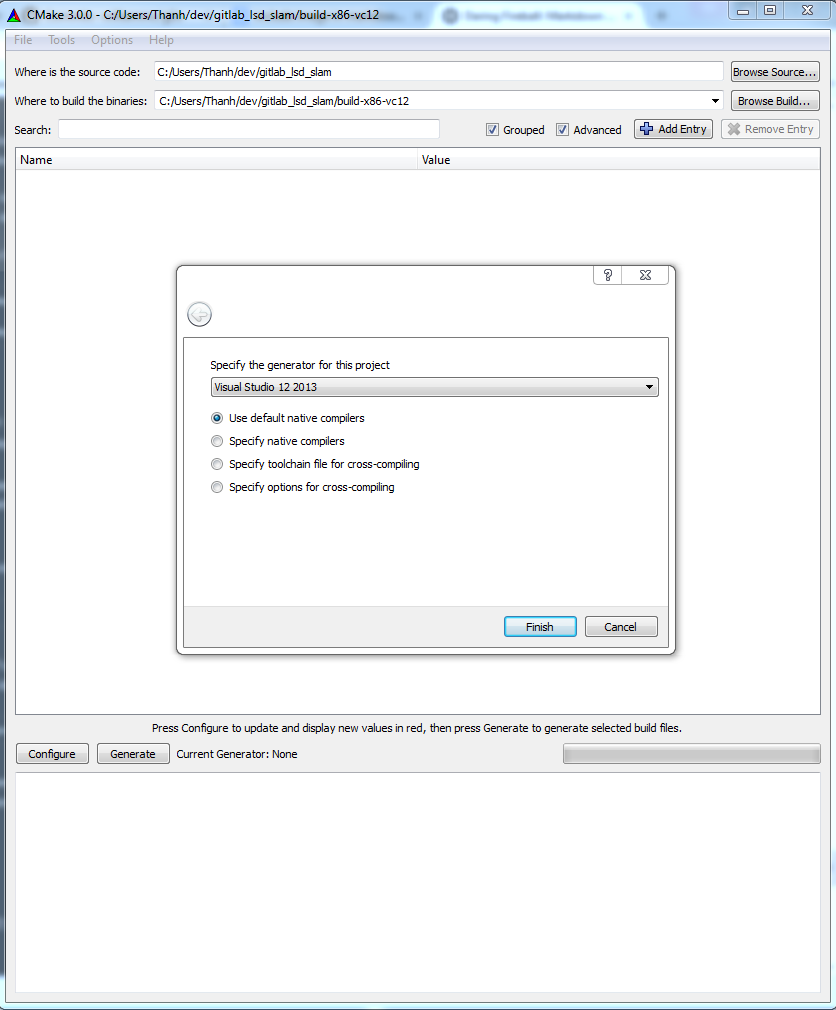 CMake 3.0.0 - C:/Users/Thanh/dev/gitlab_lsd_slam/build-x86-vc12
File Tools Options Help
Where is the source code: C:/Users/Thanh/dev/gitlab_lsd_slam Browse Source...
Where to build the binaries: C:/Users/Thanh/dev/gitlab_lsd_slam/build-x86-vc12 Browse Build...
Search: Grouped Advanced Add Entry Remove Entry
Name Value
?
Specify the generator for this project
Visual Studio 12 2013
Use default native compilers
Specify native compilers
Specify toolchain file for cross-compiling
Specify options for cross-compiling
Finish Cancel
Press Configure to update and display new values in red, then press Generate to generate selected build files.
Configure Generate Current Generator: None